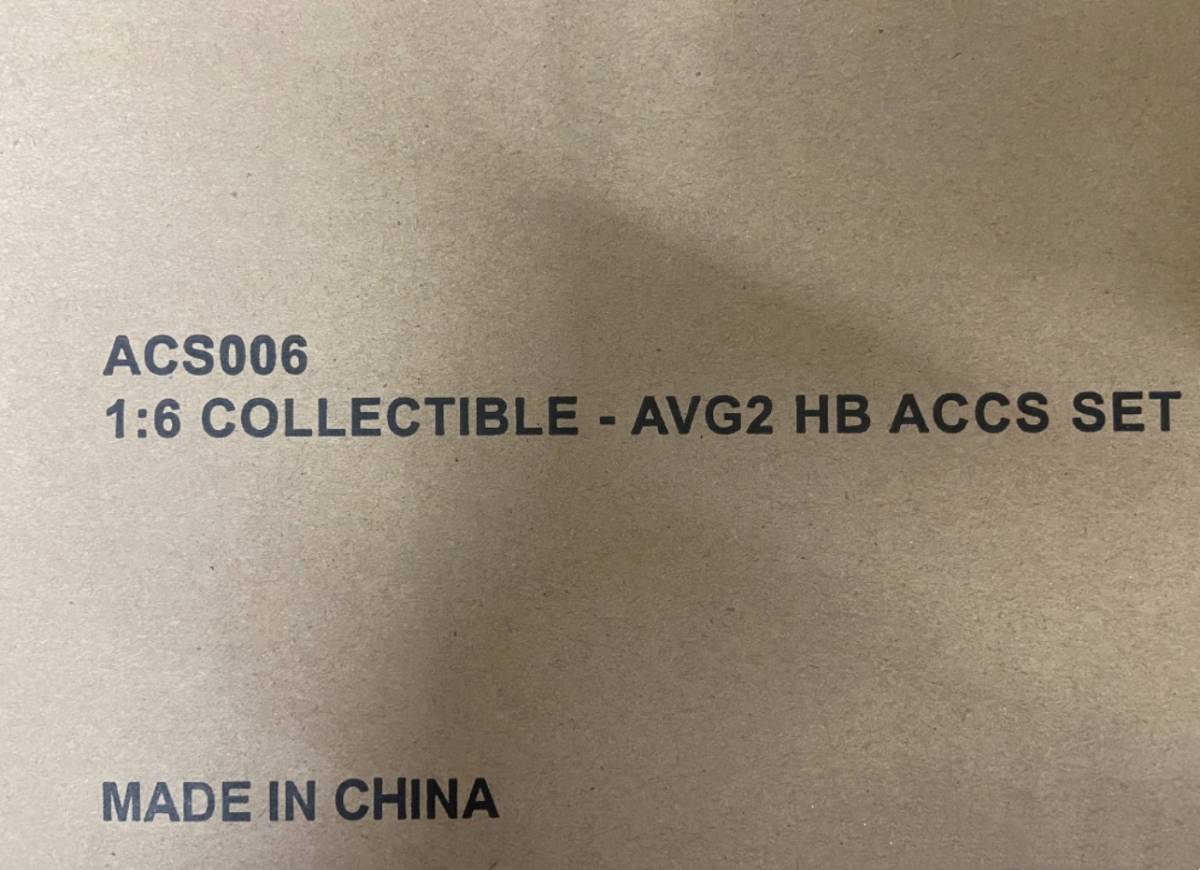 ACS006
1:6 COLLECTIBLE - AVG2 HB ACCS SET
MADE IN CHINA